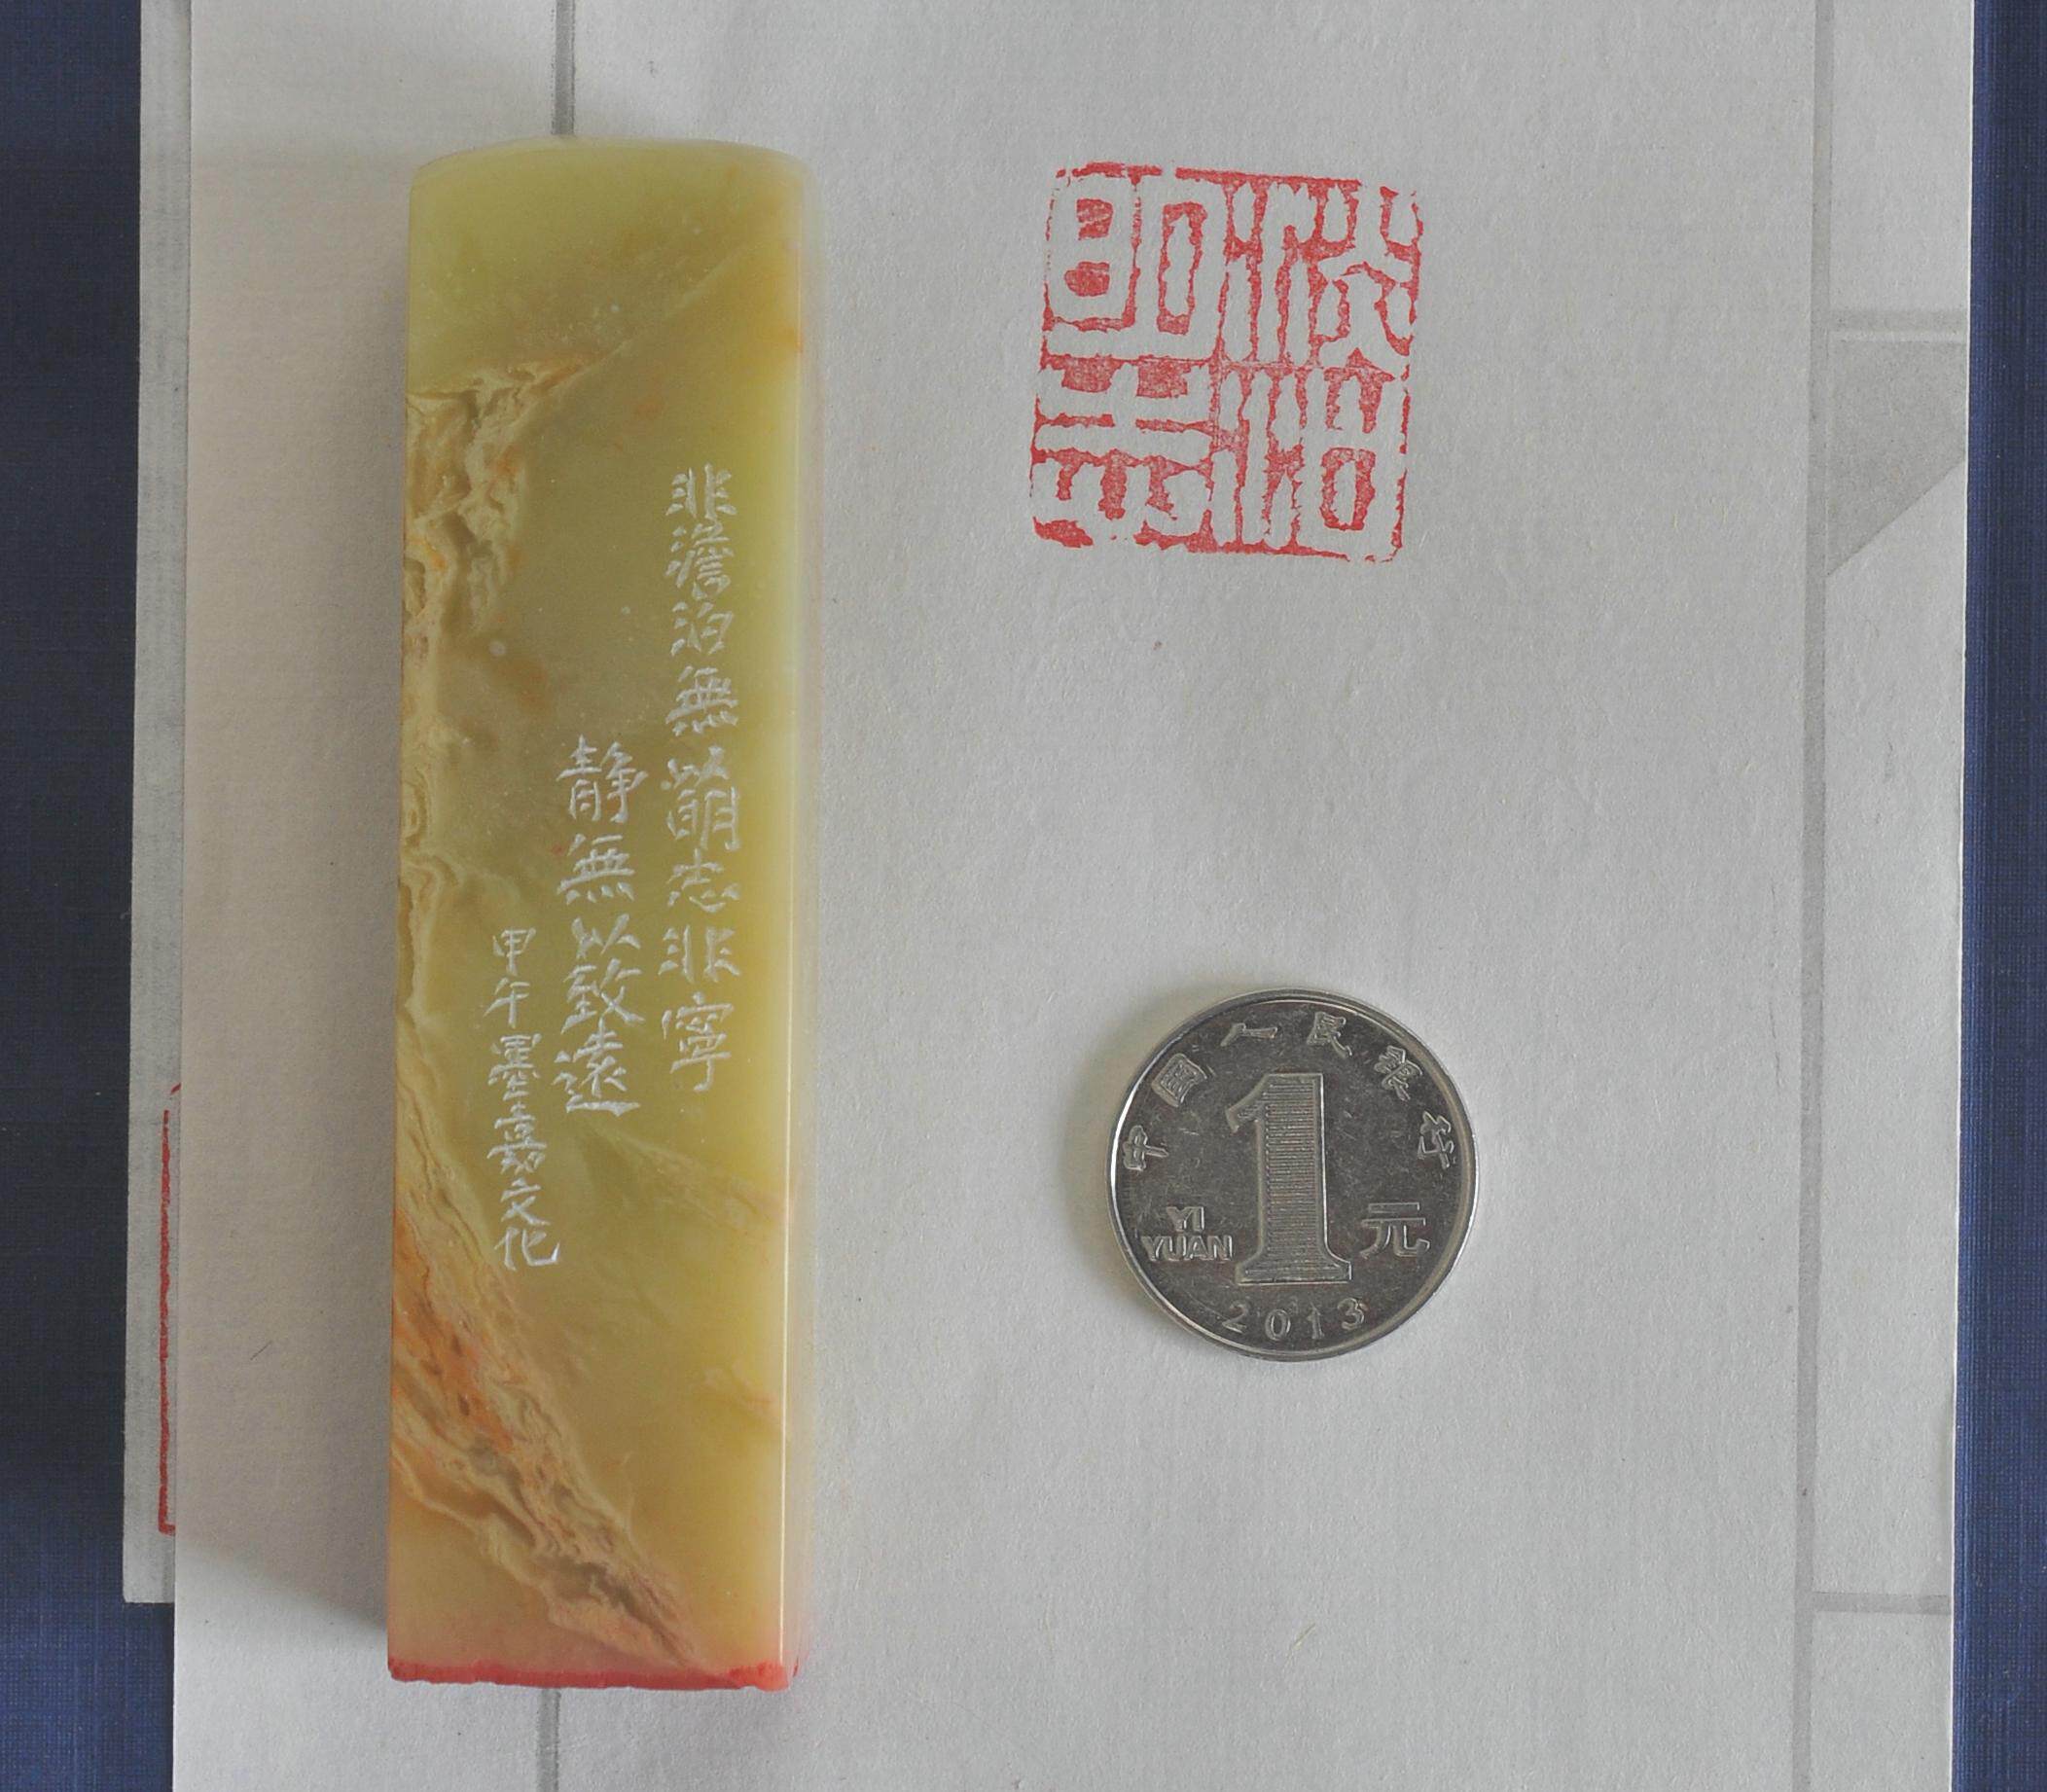 非澹泊無以明志非寧
静無以致遠
甲午墨嘉文化
淡泊
明志
中国人民银行
1
元
YI
YUAN
2013